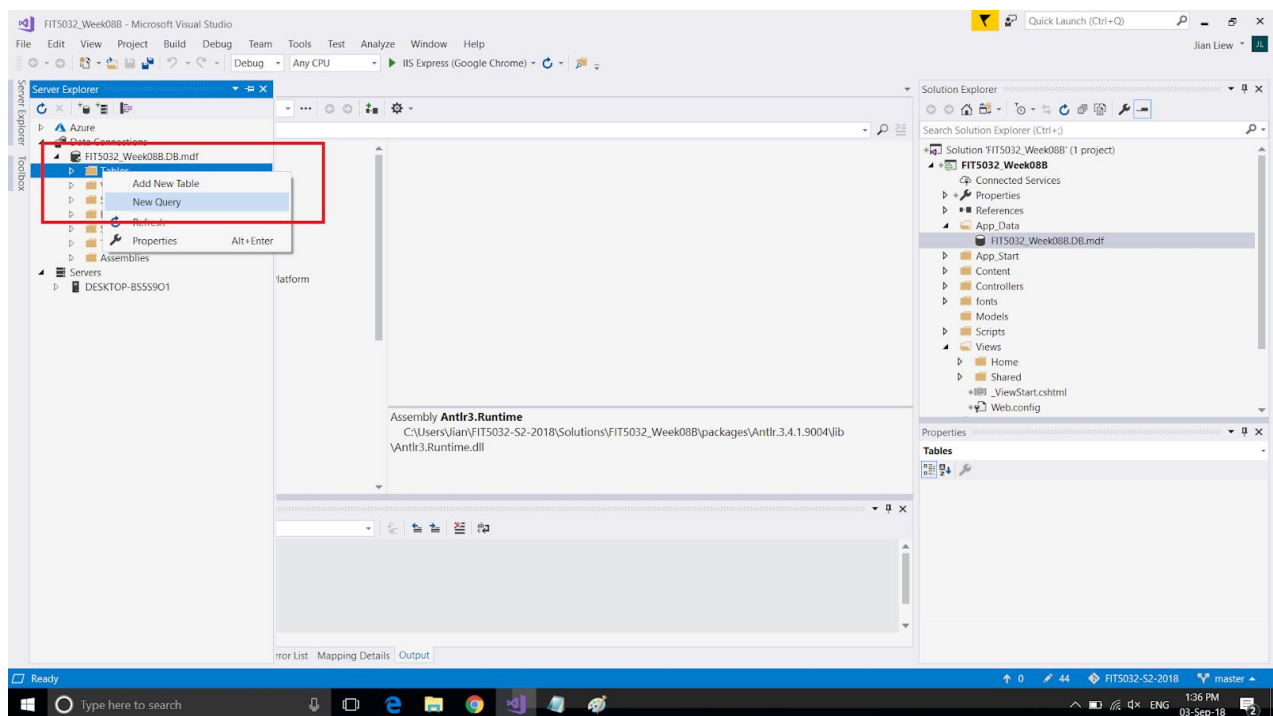 FIT5032_Week08B - Microsoft Visual Studio
Quick Launch (Ctrl+Q)
File Edit View Project Build Debug Team Tools Test Analyze Window Help
Jian Liew JL
Debug Any CPU IIS Express (Google Chrome)
Server Explorer
Toolbox
Server Explorer
Azure
Data Connections
FIT5032_Week08B.DB.mdf
Tables
Add New Table
New Query
Refresh
Properties Alt+Enter
Assemblies
Servers
DESKTOP-BS5S9O1
latform
Assembly Antlr3.Runtime
C:\Users\Jian\FIT5032-S2-2018\Solutions\FIT5032_Week08B\packages\Antlr.3.4.1.9004\lib
\Antlr3.Runtime.dll
rror List Mapping Details Output
Solution Explorer
Search Solution Explorer (Ctrl+;)
Solution 'FIT5032_Week08B' (1 project)
FIT5032_Week08B
Connected Services
Properties
References
App_Data
FIT5032_Week08B.DB.mdf
App_Start
Content
Controllers
fonts
Models
Scripts
Views
Home
Shared
_ViewStart.cshtml
Web.config
Properties
Tables
Ready
0 44 FIT5032-S2-2018 master
Type here to search
ENG
1:36 PM
03-Sep-18
2